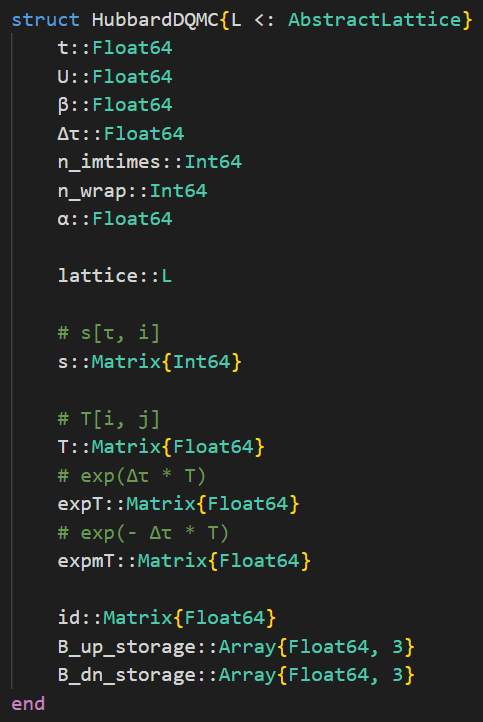 struct HubbardDQMC{L <: AbstractLattice}
    t::Float64
    U::Float64
    β::Float64
    Δτ::Float64
    n_imtimes::Int64
    n_wrap::Int64
    α::Float64

    lattice::L

    # s[τ, i]
    s::Matrix{Int64}

    # T[i, j]
    T::Matrix{Float64}
    # exp(Δτ * T)
    expT::Matrix{Float64}
    # exp(- Δτ * T)
    expmT::Matrix{Float64}

    id::Matrix{Float64}
    B_up_storage::Array{Float64, 3}
    B_dn_storage::Array{Float64, 3}
end